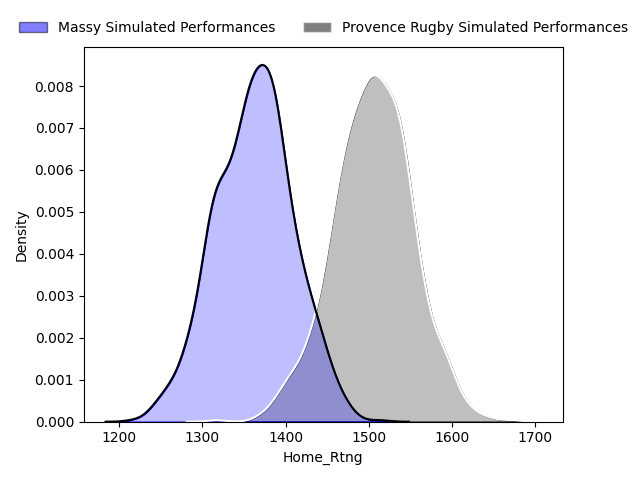 Massy Simulated Performances
Provence Rugby Simulated Performances
Density
0.008
0.007
0.006
0.005
0.004
0.003
0.002
0.001
0.000
1200 1300 1400 1500 1600 1700
Home_Rtng